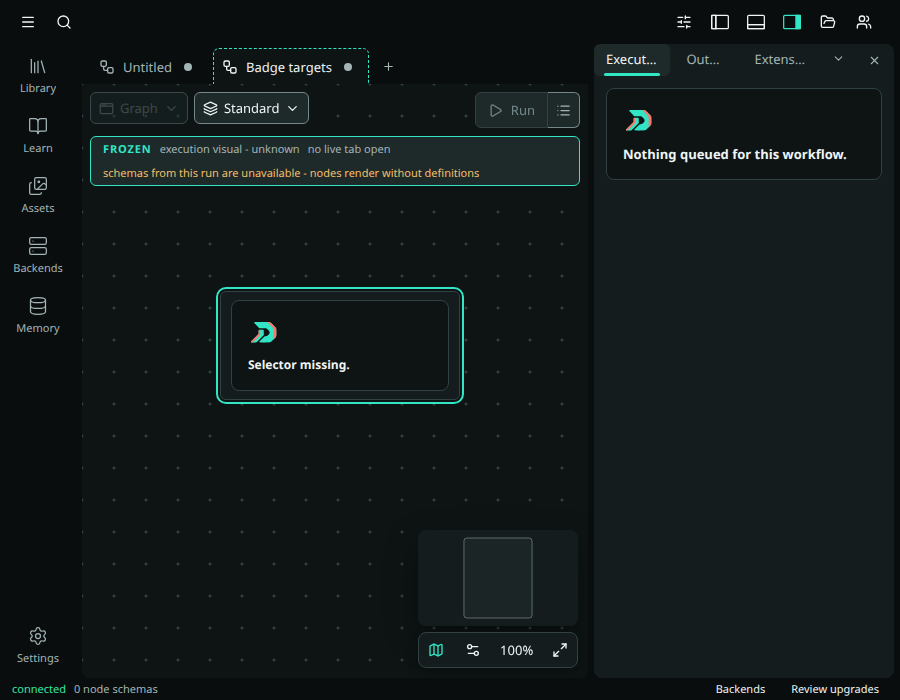 Untitled
Badge targets
Execut...
Out...
Extens...
Library
Learn
Assets
Backends
Memory
Settings
Graph
Standard
Run
FROZEN execution visual - unknown no live tab open
schemas from this run are unavailable - nodes render without definitions
Selector missing.
Nothing queued for this workflow.
100%
connected 0 node schemas
Backends
Review upgrades